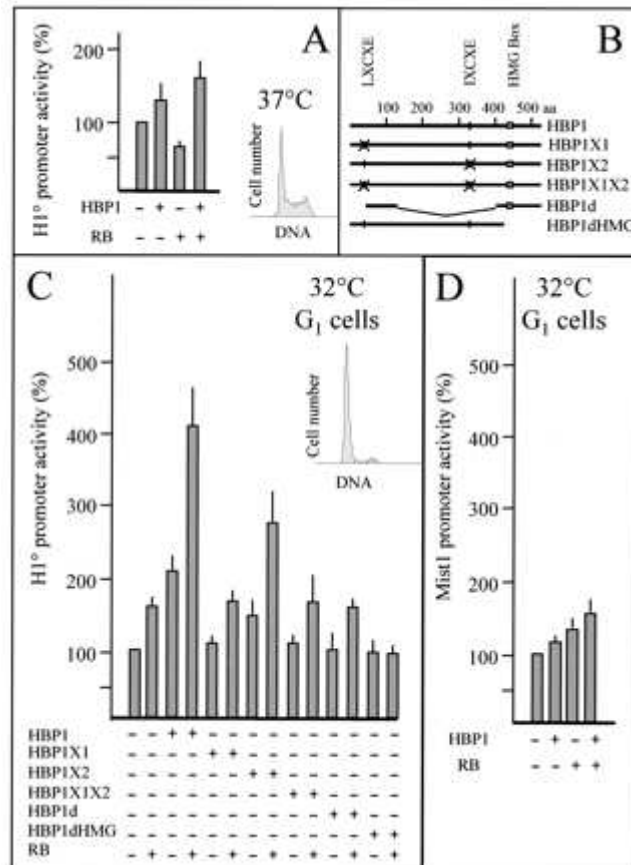 A
H1° promoter activity (%)
200
100
HBP1 – + – +
RB – – + +
37°C
Cell number
DNA
B
LXCXE
IXCXE
HMG Box
100 200 300 400 500 aa
HBP1
HBP1X1
HBP1X2
HBP1X1X2
HBP1d
HBP1dHMG
C
32°C
G1 cells
H1° promoter activity (%)
500
400
300
200
100
Cell number
DNA
HBP1 – – + + – – – – – – – – – –
HBP1X1 – – – – + + – – – – – – – –
HBP1X2 – – – – – – + + – – – – – –
HBP1X1X2 – – – – – – – – + + – – – –
HBP1d – – – – – – – – – – + + – –
HBP1dHMG – – – – – – – – – – – – + +
RB – + – + – + – + – + – + – +
D
32°C
G1 cells
Mist1 promoter activity (%)
500
400
300
200
100
HBP1 – + – +
RB – – + +